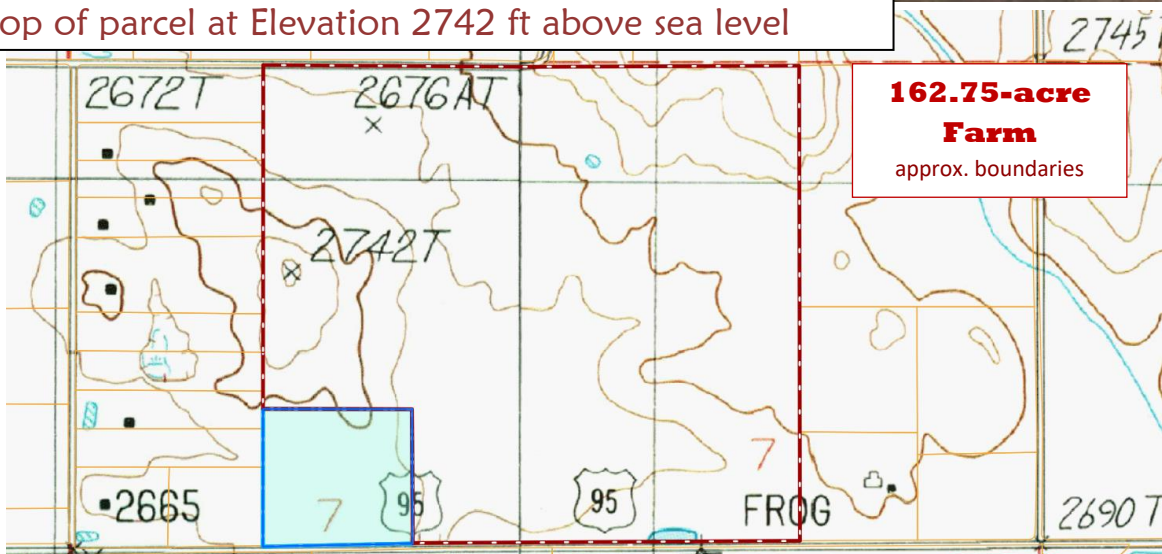 op of parcel at Elevation 2742 ft above sea level
2745
2672T
2676AT
162.75-acre
Farm
approx. boundaries
2742T
7
2665
7
95
95
FROG
2690T